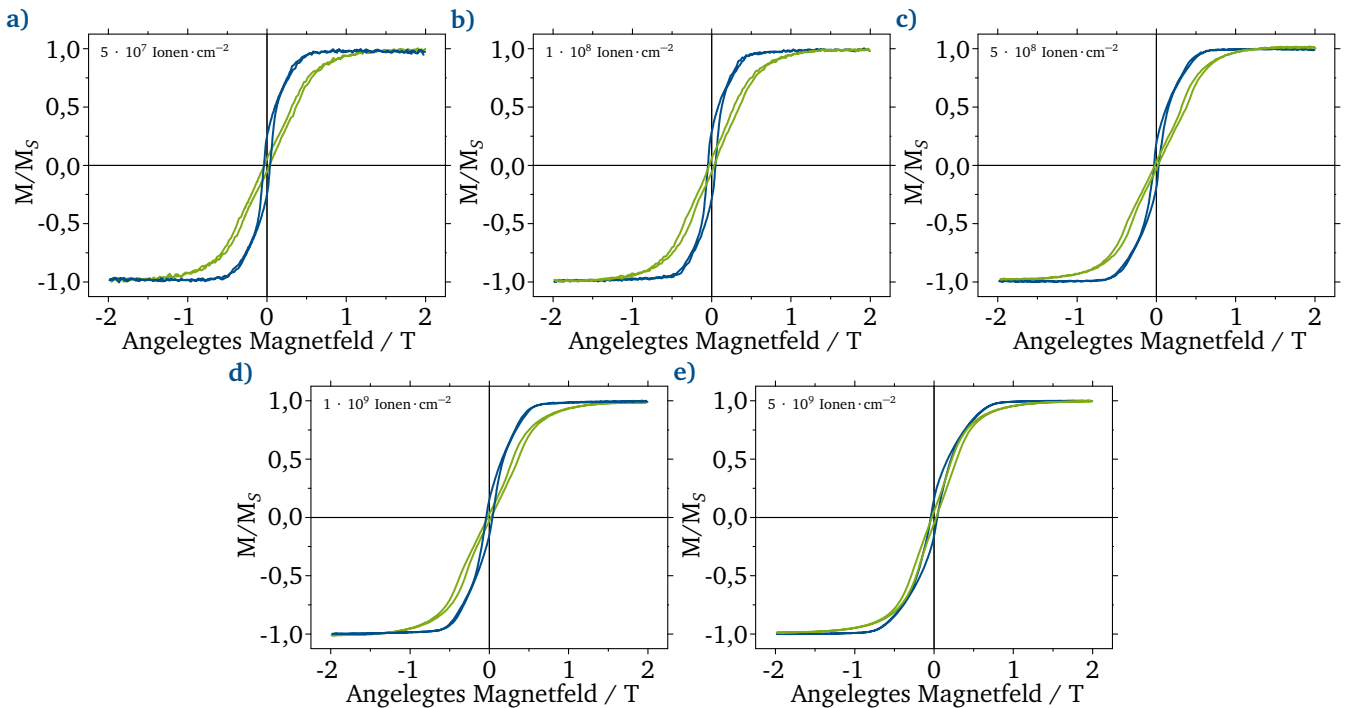 a)
5 · 10⁷ Ionen·cm⁻²
1,0
0,5
0,0
-0,5
-1,0
M/M_S
-2 -1 0 1 2
Angelegtes Magnetfeld / T
b)
1 · 10⁸ Ionen·cm⁻²
1,0
0,5
0,0
-0,5
-1,0
M/M_S
-2 -1 0 1 2
Angelegtes Magnetfeld / T
c)
5 · 10⁸ Ionen·cm⁻²
1,0
0,5
0,0
-0,5
-1,0
M/M_S
-2 -1 0 1 2
Angelegtes Magnetfeld / T
d)
1 · 10⁹ Ionen·cm⁻²
1,0
0,5
0,0
-0,5
-1,0
M/M_S
-2 -1 0 1 2
Angelegtes Magnetfeld / T
e)
5 · 10⁹ Ionen·cm⁻²
1,0
0,5
0,0
-0,5
-1,0
M/M_S
-2 -1 0 1 2
Angelegtes Magnetfeld / T